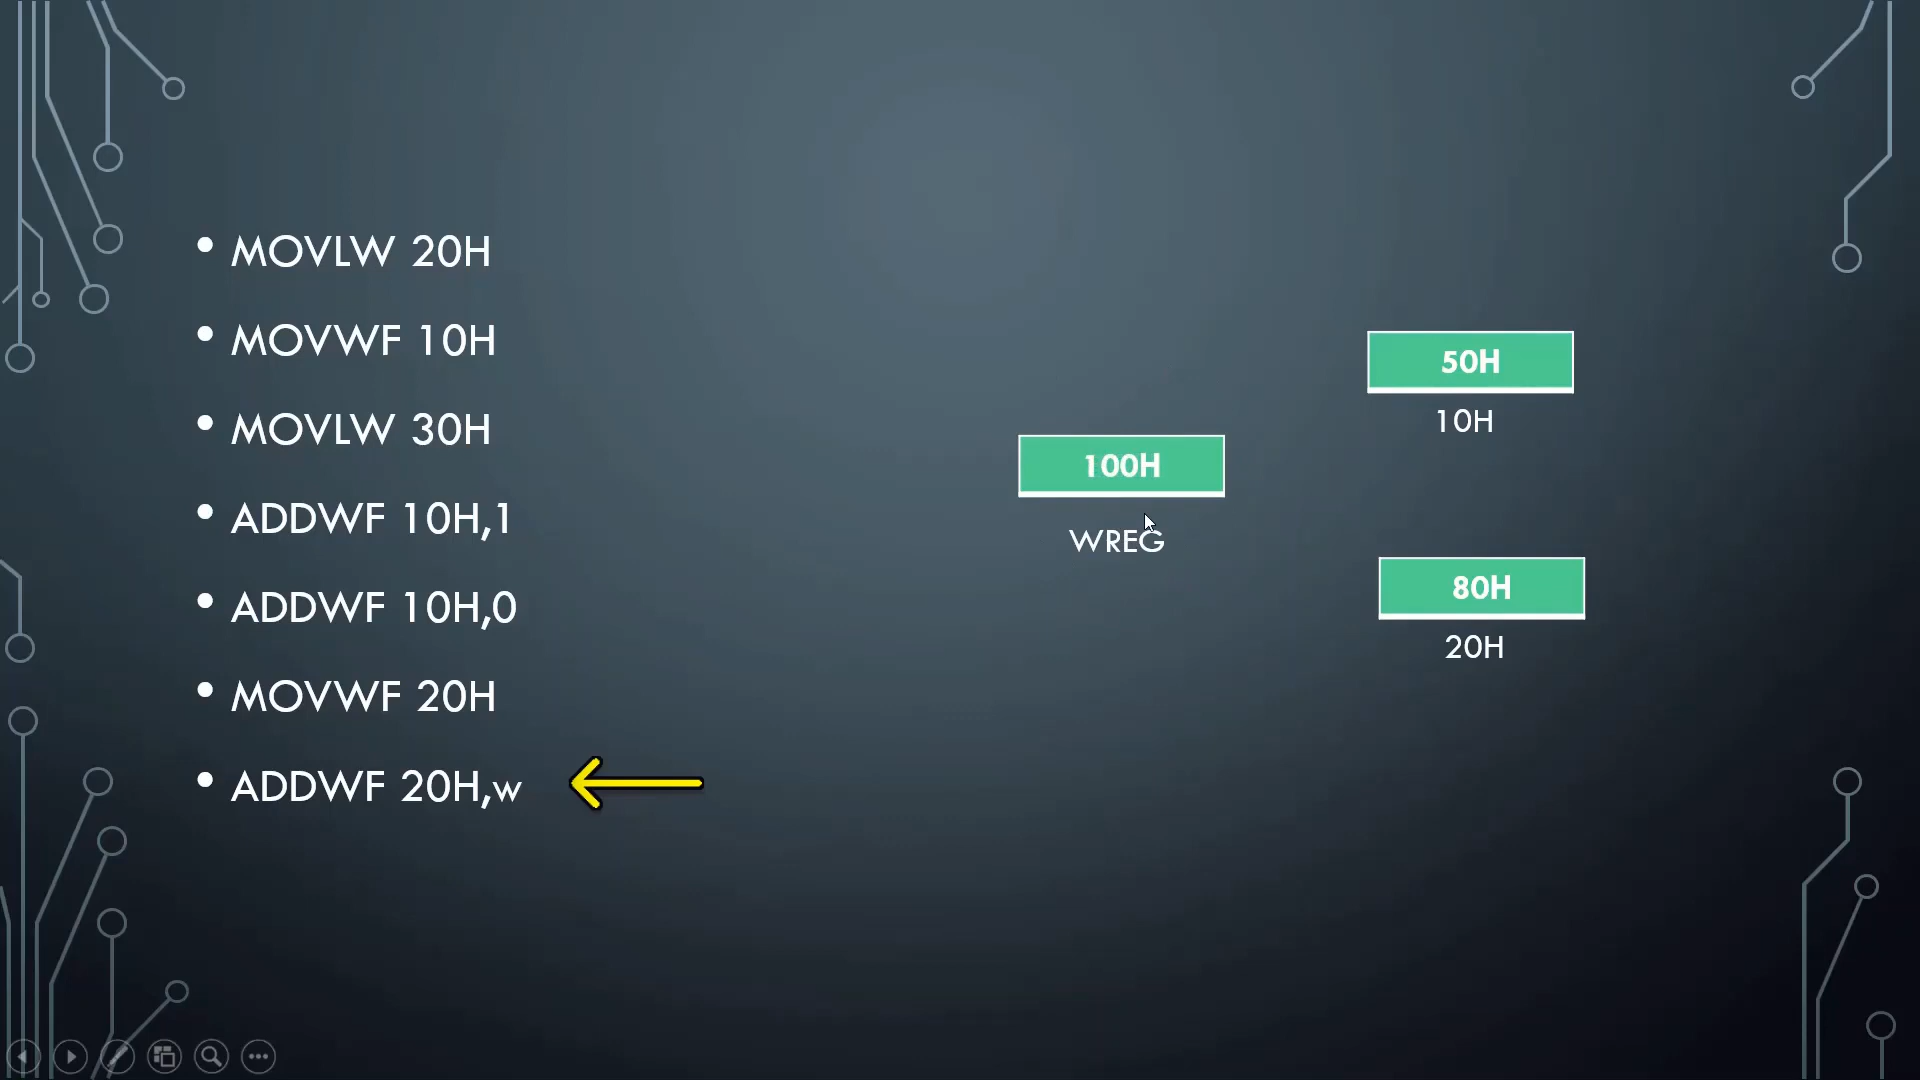 • MOVLW 20H
• MOVWF 10H
• MOVLW 30H
• ADDWF 10H,1
• ADDWF 10H,0
• MOVWF 20H
• ADDWF 20H,w
50H
10H
100H
WREG
80H
20H